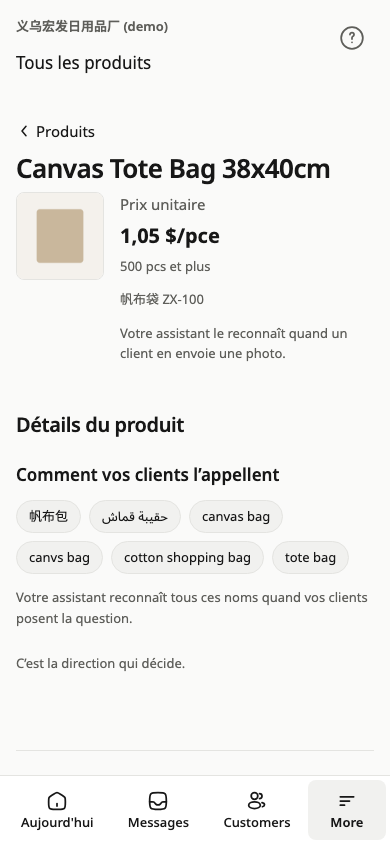 义乌宏发日用品厂 (demo)
Tous les produits
Produits
Canvas Tote Bag 38x40cm
Prix unitaire
1,05 $/pce
500 pcs et plus
帆布袋 ZX-100
Votre assistant le reconnaît quand un
client en envoie une photo.
Détails du produit
Comment vos clients l’appellent
帆布包 حقيبة قماش canvas bag
canvs bag cotton shopping bag tote bag
Votre assistant reconnaît tous ces noms quand vos clients
posent la question.
C’est la direction qui décide.
Aujourd'hui Messages Customers More